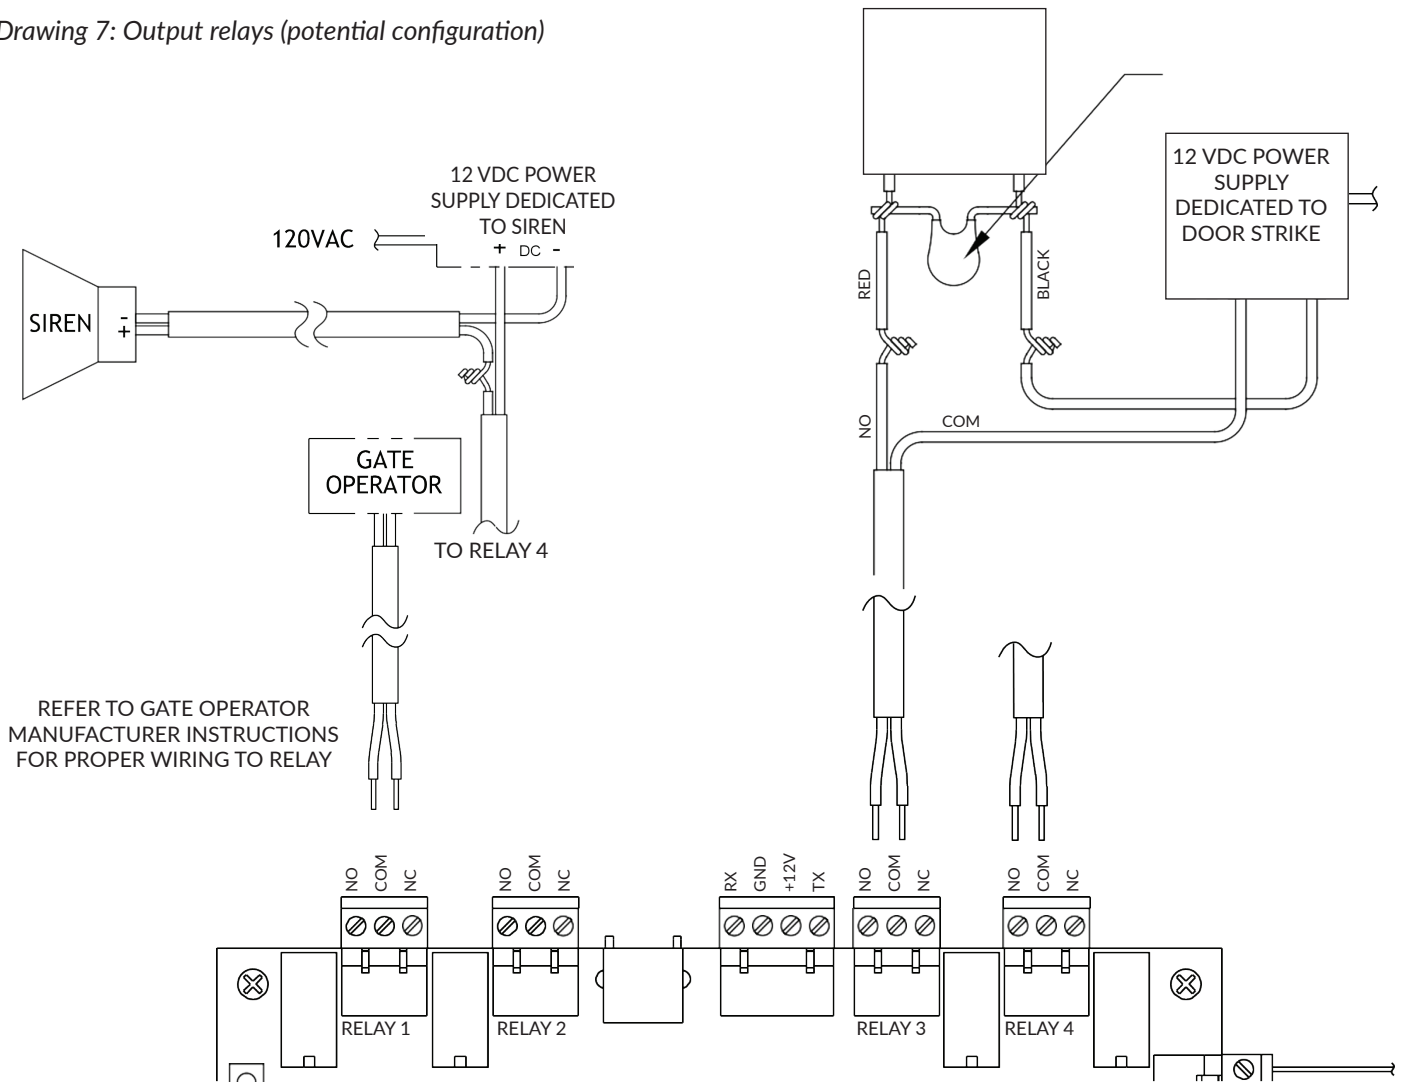 Drawing 7: Output relays (potential configuration)
12 VDC POWER
SUPPLY DEDICATED
TO SIREN
120VAC
+ DC -
SIREN
-
+
GATE
OPERATOR
TO RELAY 4
REFER TO GATE OPERATOR
MANUFACTURER INSTRUCTIONS
FOR PROPER WIRING TO RELAY
12 VDC POWER
SUPPLY
DEDICATED TO
DOOR STRIKE
RED
BLACK
NO
COM
NO COM NC
NO COM NC
RX GND +12V TX
NO COM NC
NO COM NC
RELAY 1
RELAY 2
RELAY 3
RELAY 4